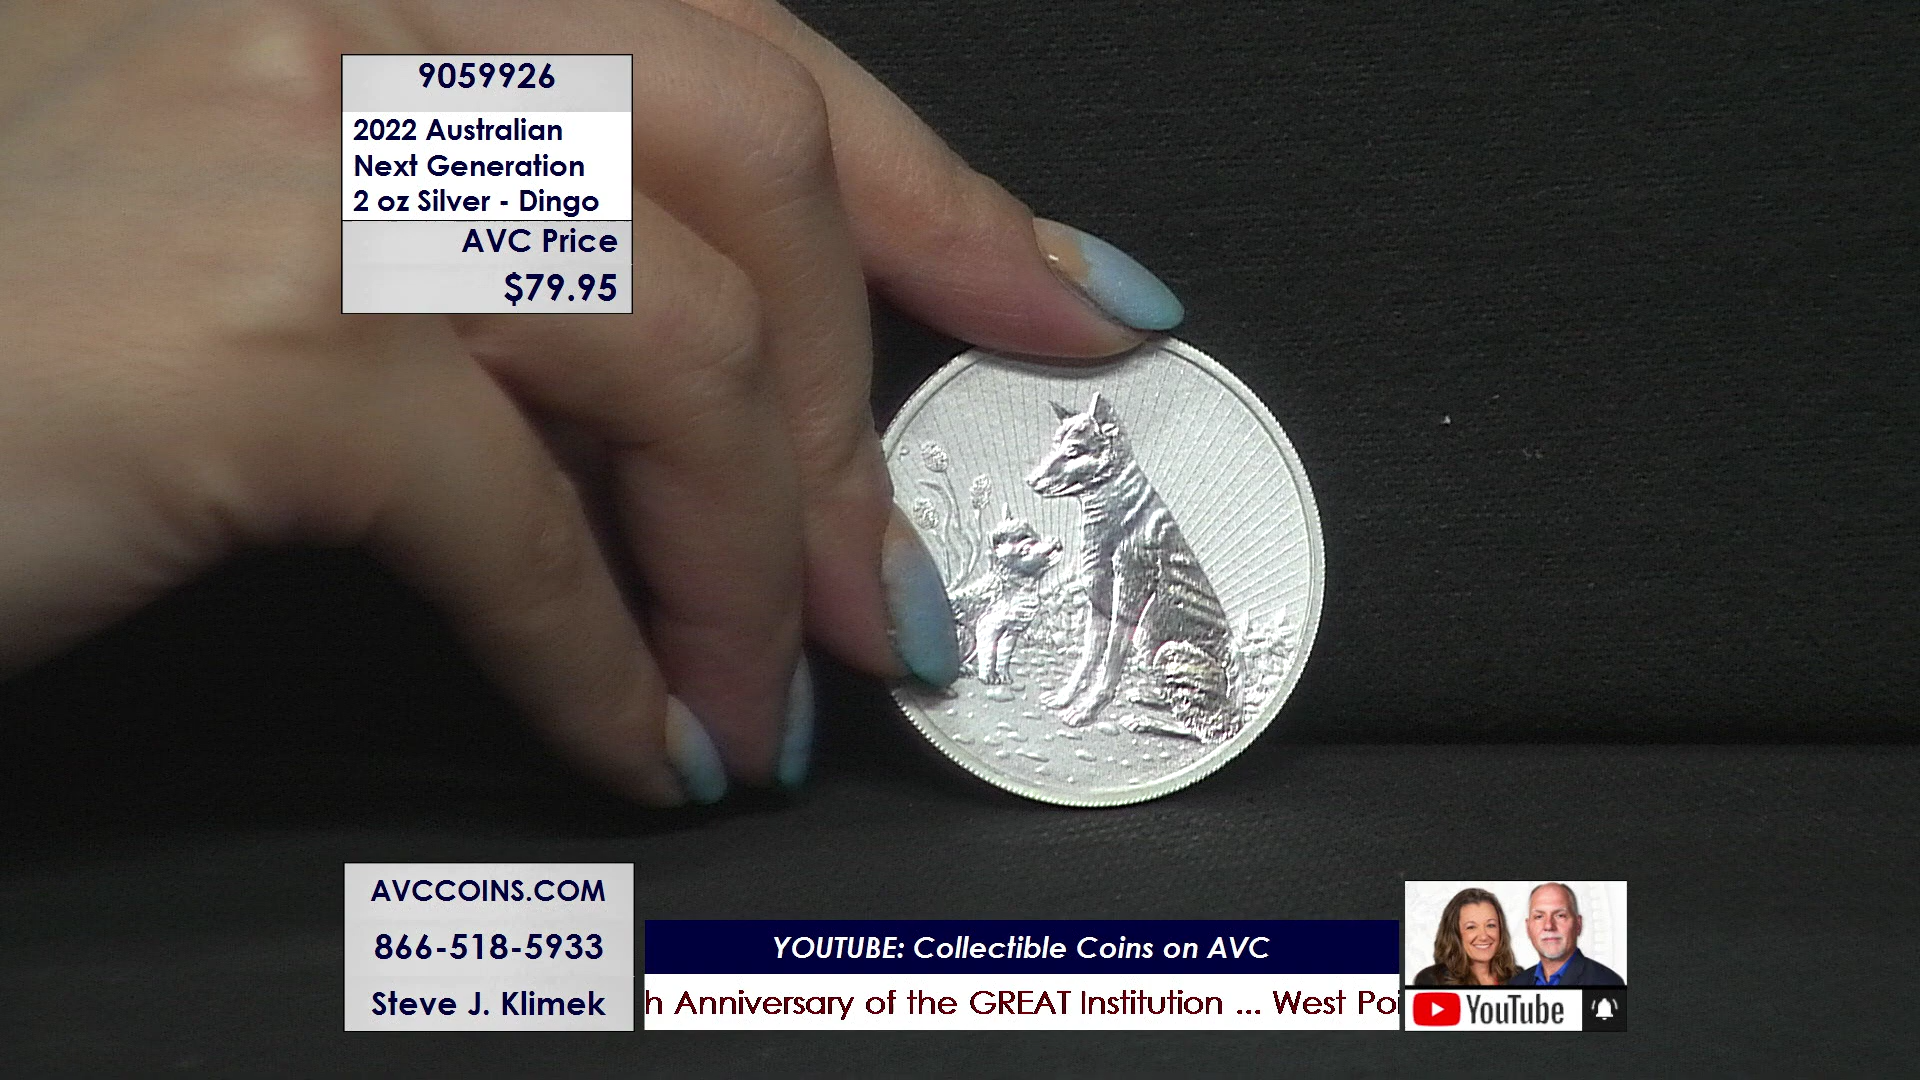 9059926
2022 Australian
Next Generation
2 oz Silver - Dingo
AVC Price
$79.95
AVCCOINS.COM
866-518-5933
Steve J. Klimek
YOUTUBE: Collectible Coins on AVC
h Anniversary of the GREAT Institution ... West Poi
YouTube